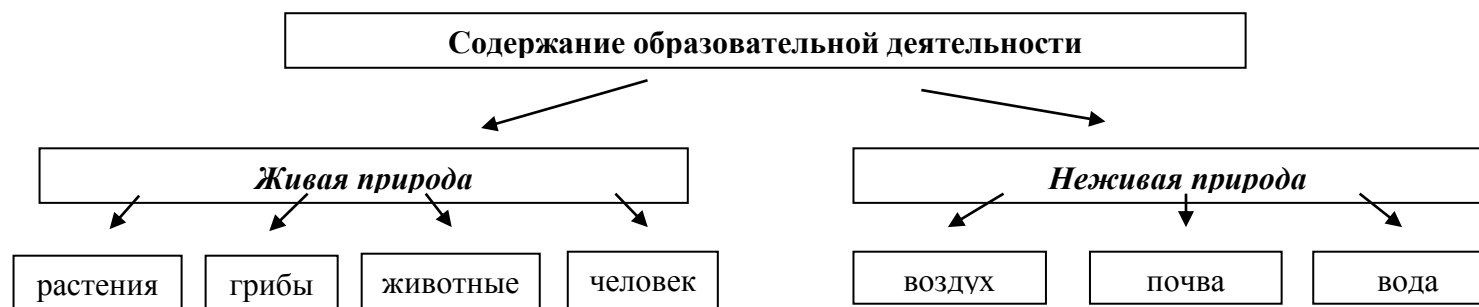 Содержание образовательной деятельности
Живая природа
Неживая природа
растения
грибы
животные
человек
воздух
почва
вода